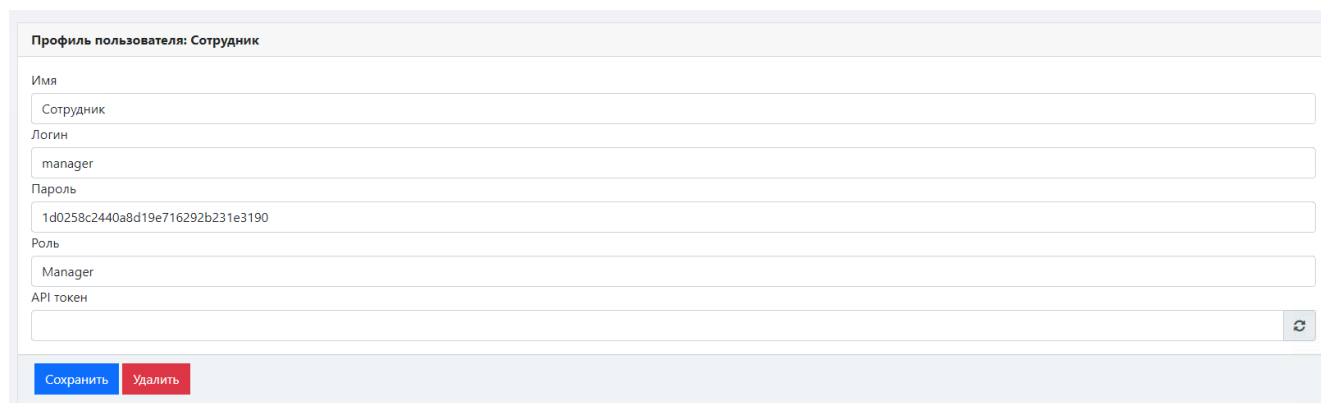 Профиль пользователя: Сотрудник
Имя
Сотрудник
Логин
manager
Пароль
1d0258c2440a8d19e716292b231e3190
Роль
Manager
API токен
Сохранить Удалить